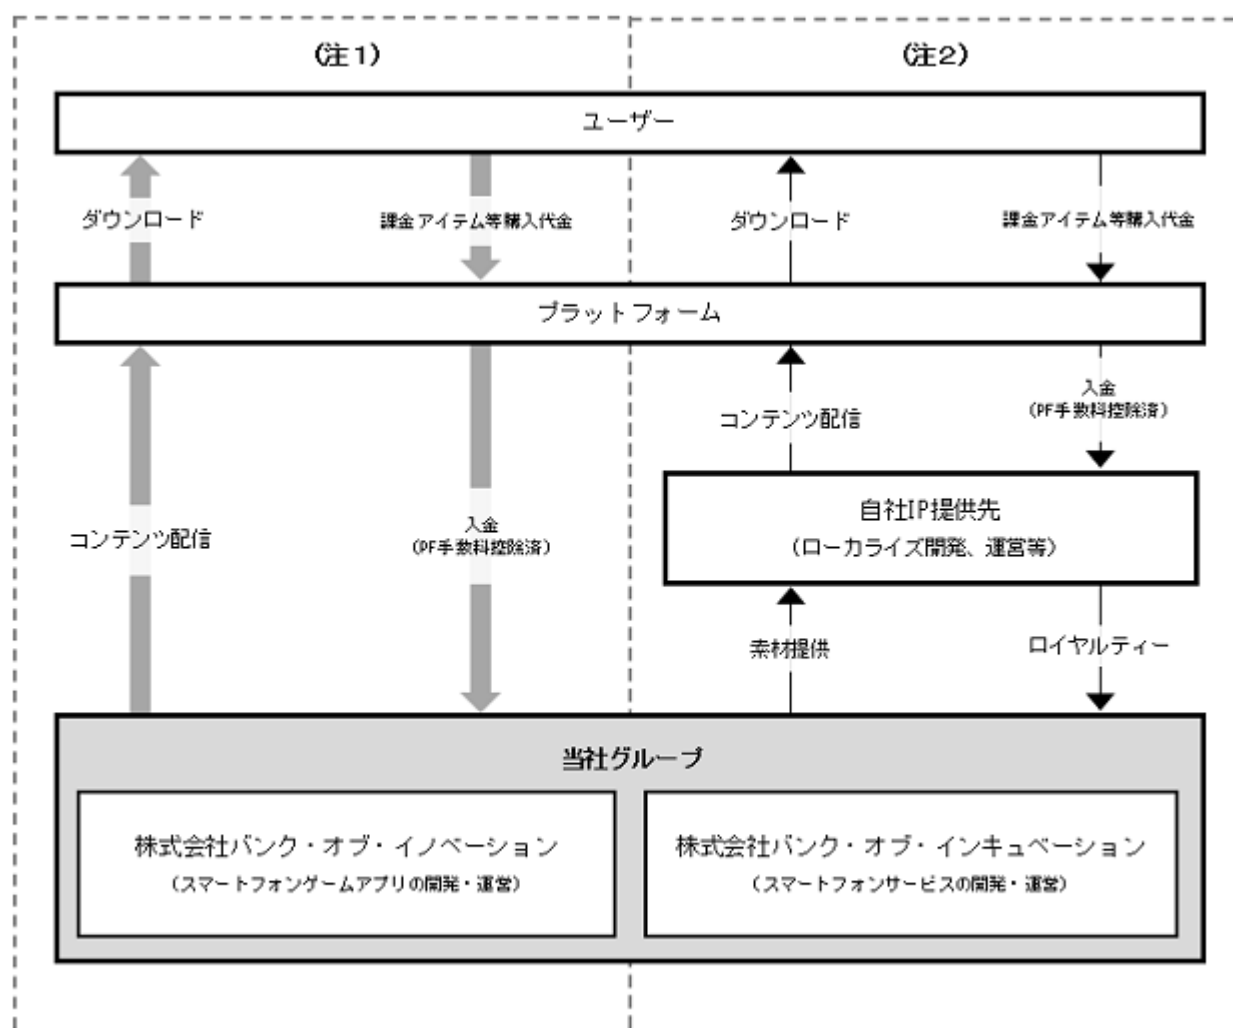 （注１）
（注２）
ユーザー
ダウンロード
課金アイテム等購入代金
ダウンロード
課金アイテム等購入代金
プラットフォーム
コンテンツ配信
入金
（PF手数料控除済）
コンテンツ配信
入金
（PF手数料控除済）
自社IP提供先
（ローカライズ開発、運営等）
素材提供
ロイヤルティー
当社グループ
株式会社バンク・オブ・イノベーション
（スマートフォンゲームアプリの開発・運営）
株式会社バンク・オブ・インキュベーション
（スマートフォンサービスの開発・運営）